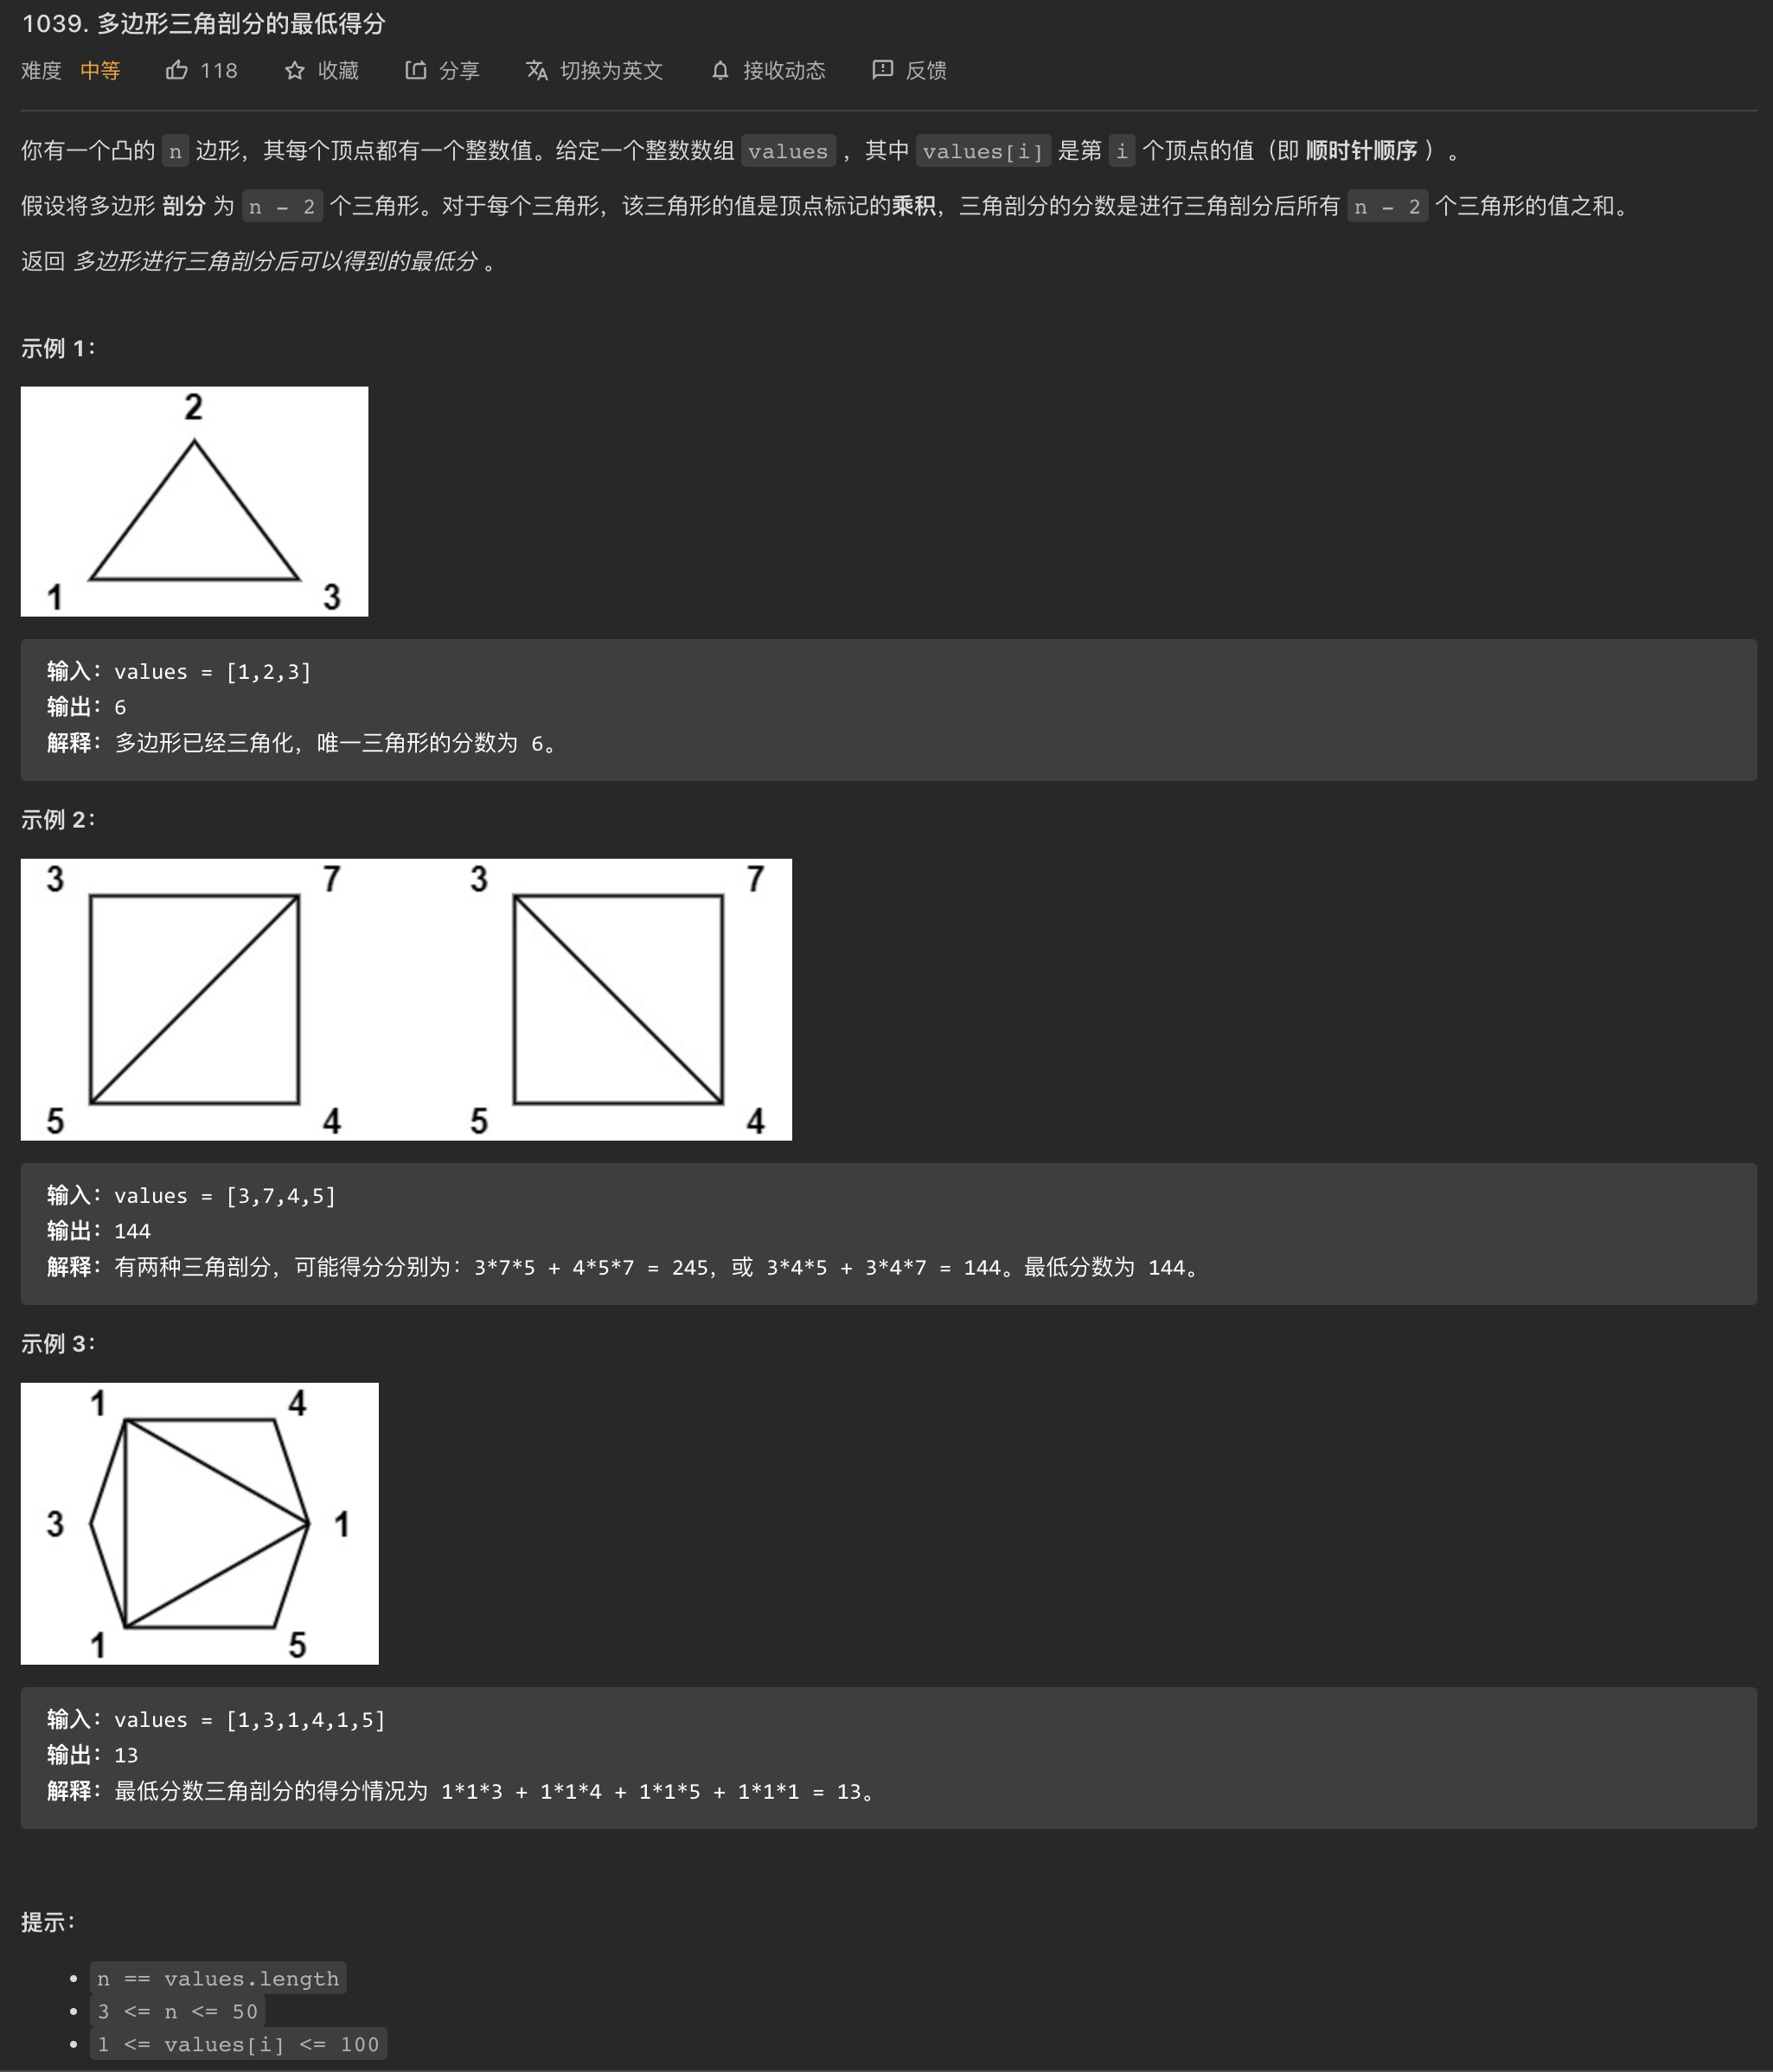 1039. 多边形三角剖分的最低得分
难度 中等 118 收藏 分享 切换为英文 接收动态 反馈
你有一个凸的 n 边形，其每个顶点都有一个整数值。给定一个整数数组 values ，其中 values[i] 是第 i 个顶点的值（即 顺时针顺序 ）。
假设将多边形 剖分 为 n - 2 个三角形。对于每个三角形，该三角形的值是顶点标记的乘积，三角剖分的分数是进行三角剖分后所有 n - 2 个三角形的值之和。
返回 多边形进行三角剖分后可以得到的最低分 。
示例 1：
2
1 3
输入：values = [1,2,3]
输出：6
解释：多边形已经三角化，唯一三角形的分数为 6。
示例 2：
3 7 3 7
5 4 5 4
输入：values = [3,7,4,5]
输出：144
解释：有两种三角剖分，可能得分分别为：3*7*5 + 4*5*7 = 245，或 3*4*5 + 3*4*7 = 144。最低分数为 144。
示例 3：
1 4
3 1
1 5
输入：values = [1,3,1,4,1,5]
输出：13
解释：最低分数三角剖分的得分情况为 1*1*3 + 1*1*4 + 1*1*5 + 1*1*1 = 13。
提示：
• n == values.length
• 3 <= n <= 50
• 1 <= values[i] <= 100